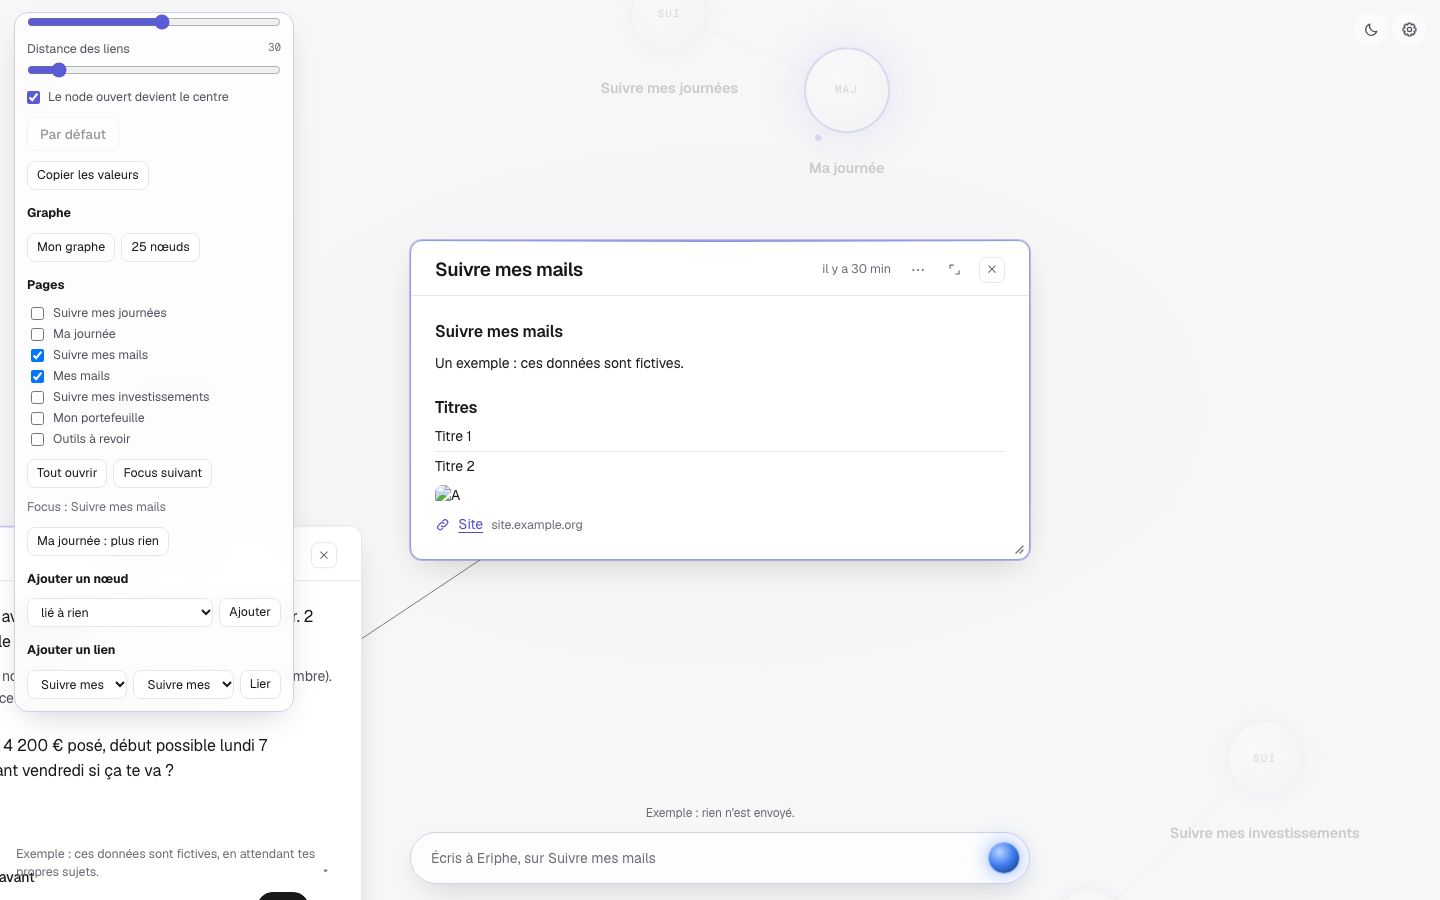 Distance des liens
30
Le node ouvert devient le centre
Par défaut
Copier les valeurs
Graphe
Mon graphe
25 nœuds
Pages
Suivre mes journées
Ma journée
Suivre mes mails
Mes mails
Suivre mes investissements
Mon portefeuille
Outils à revoir
Tout ouvrir
Focus suivant
Focus : Suivre mes mails
Ma journée : plus rien
Ajouter un nœud
lié à rien
Ajouter
Ajouter un lien
Suivre mes
Suivre mes
Lier
SUI
Suivre mes journées
MAJ
Ma journée
Suivre mes mails
il y a 30 min
Suivre mes mails
Un exemple : ces données sont fictives.
Titres
Titre 1
Titre 2
A
Site site.example.org
r. 2
le
mbre).
ce
4 200 € posé, début possible lundi 7
ant vendredi si ça te va ?
Exemple : ces données sont fictives, en attendant tes
propres sujets.
avant
Exemple : rien n'est envoyé.
Écris à Eriphe, sur Suivre mes mails
SUI
Suivre mes investissements